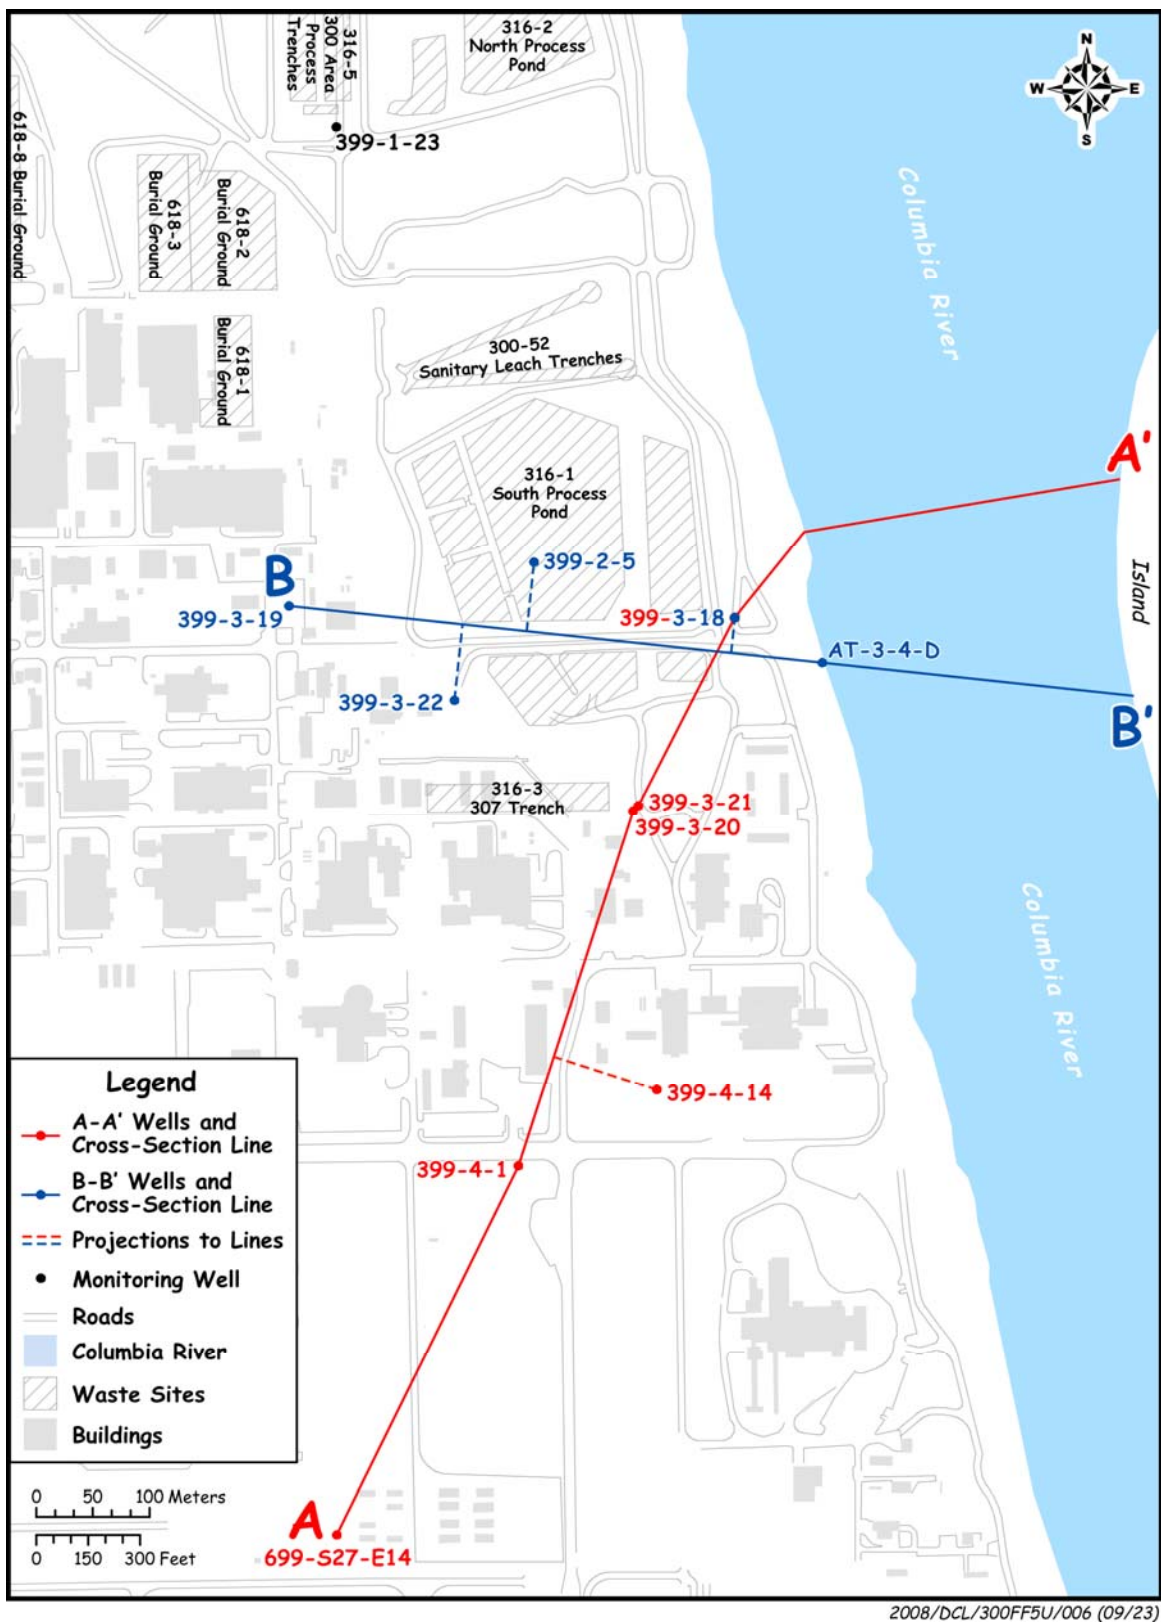 316-2
North Process
Pond
316-5
300 Area
Process
Trenches
N
W
E
S
399-1-23
618-8 Burial Ground
618-3
Burial Ground
618-2
Burial Ground
Columbia River
618-1
Burial Ground
300-52
Sanitary Leach Trenches
A'
316-1
South Process
Pond
399-2-5
Island
B
399-3-19
399-3-18
AT-3-4-D
399-3-22
B'
316-3
307 Trench
399-3-21
399-3-20
Columbia River
399-4-14
399-4-1
Legend
A-A' Wells and
Cross-Section Line
B-B' Wells and
Cross-Section Line
Projections to Lines
Monitoring Well
Roads
Columbia River
Waste Sites
Buildings
0 50 100 Meters
0 150 300 Feet
A
699-S27-E14
2008/DCL/300FF5U/006 (09/23)